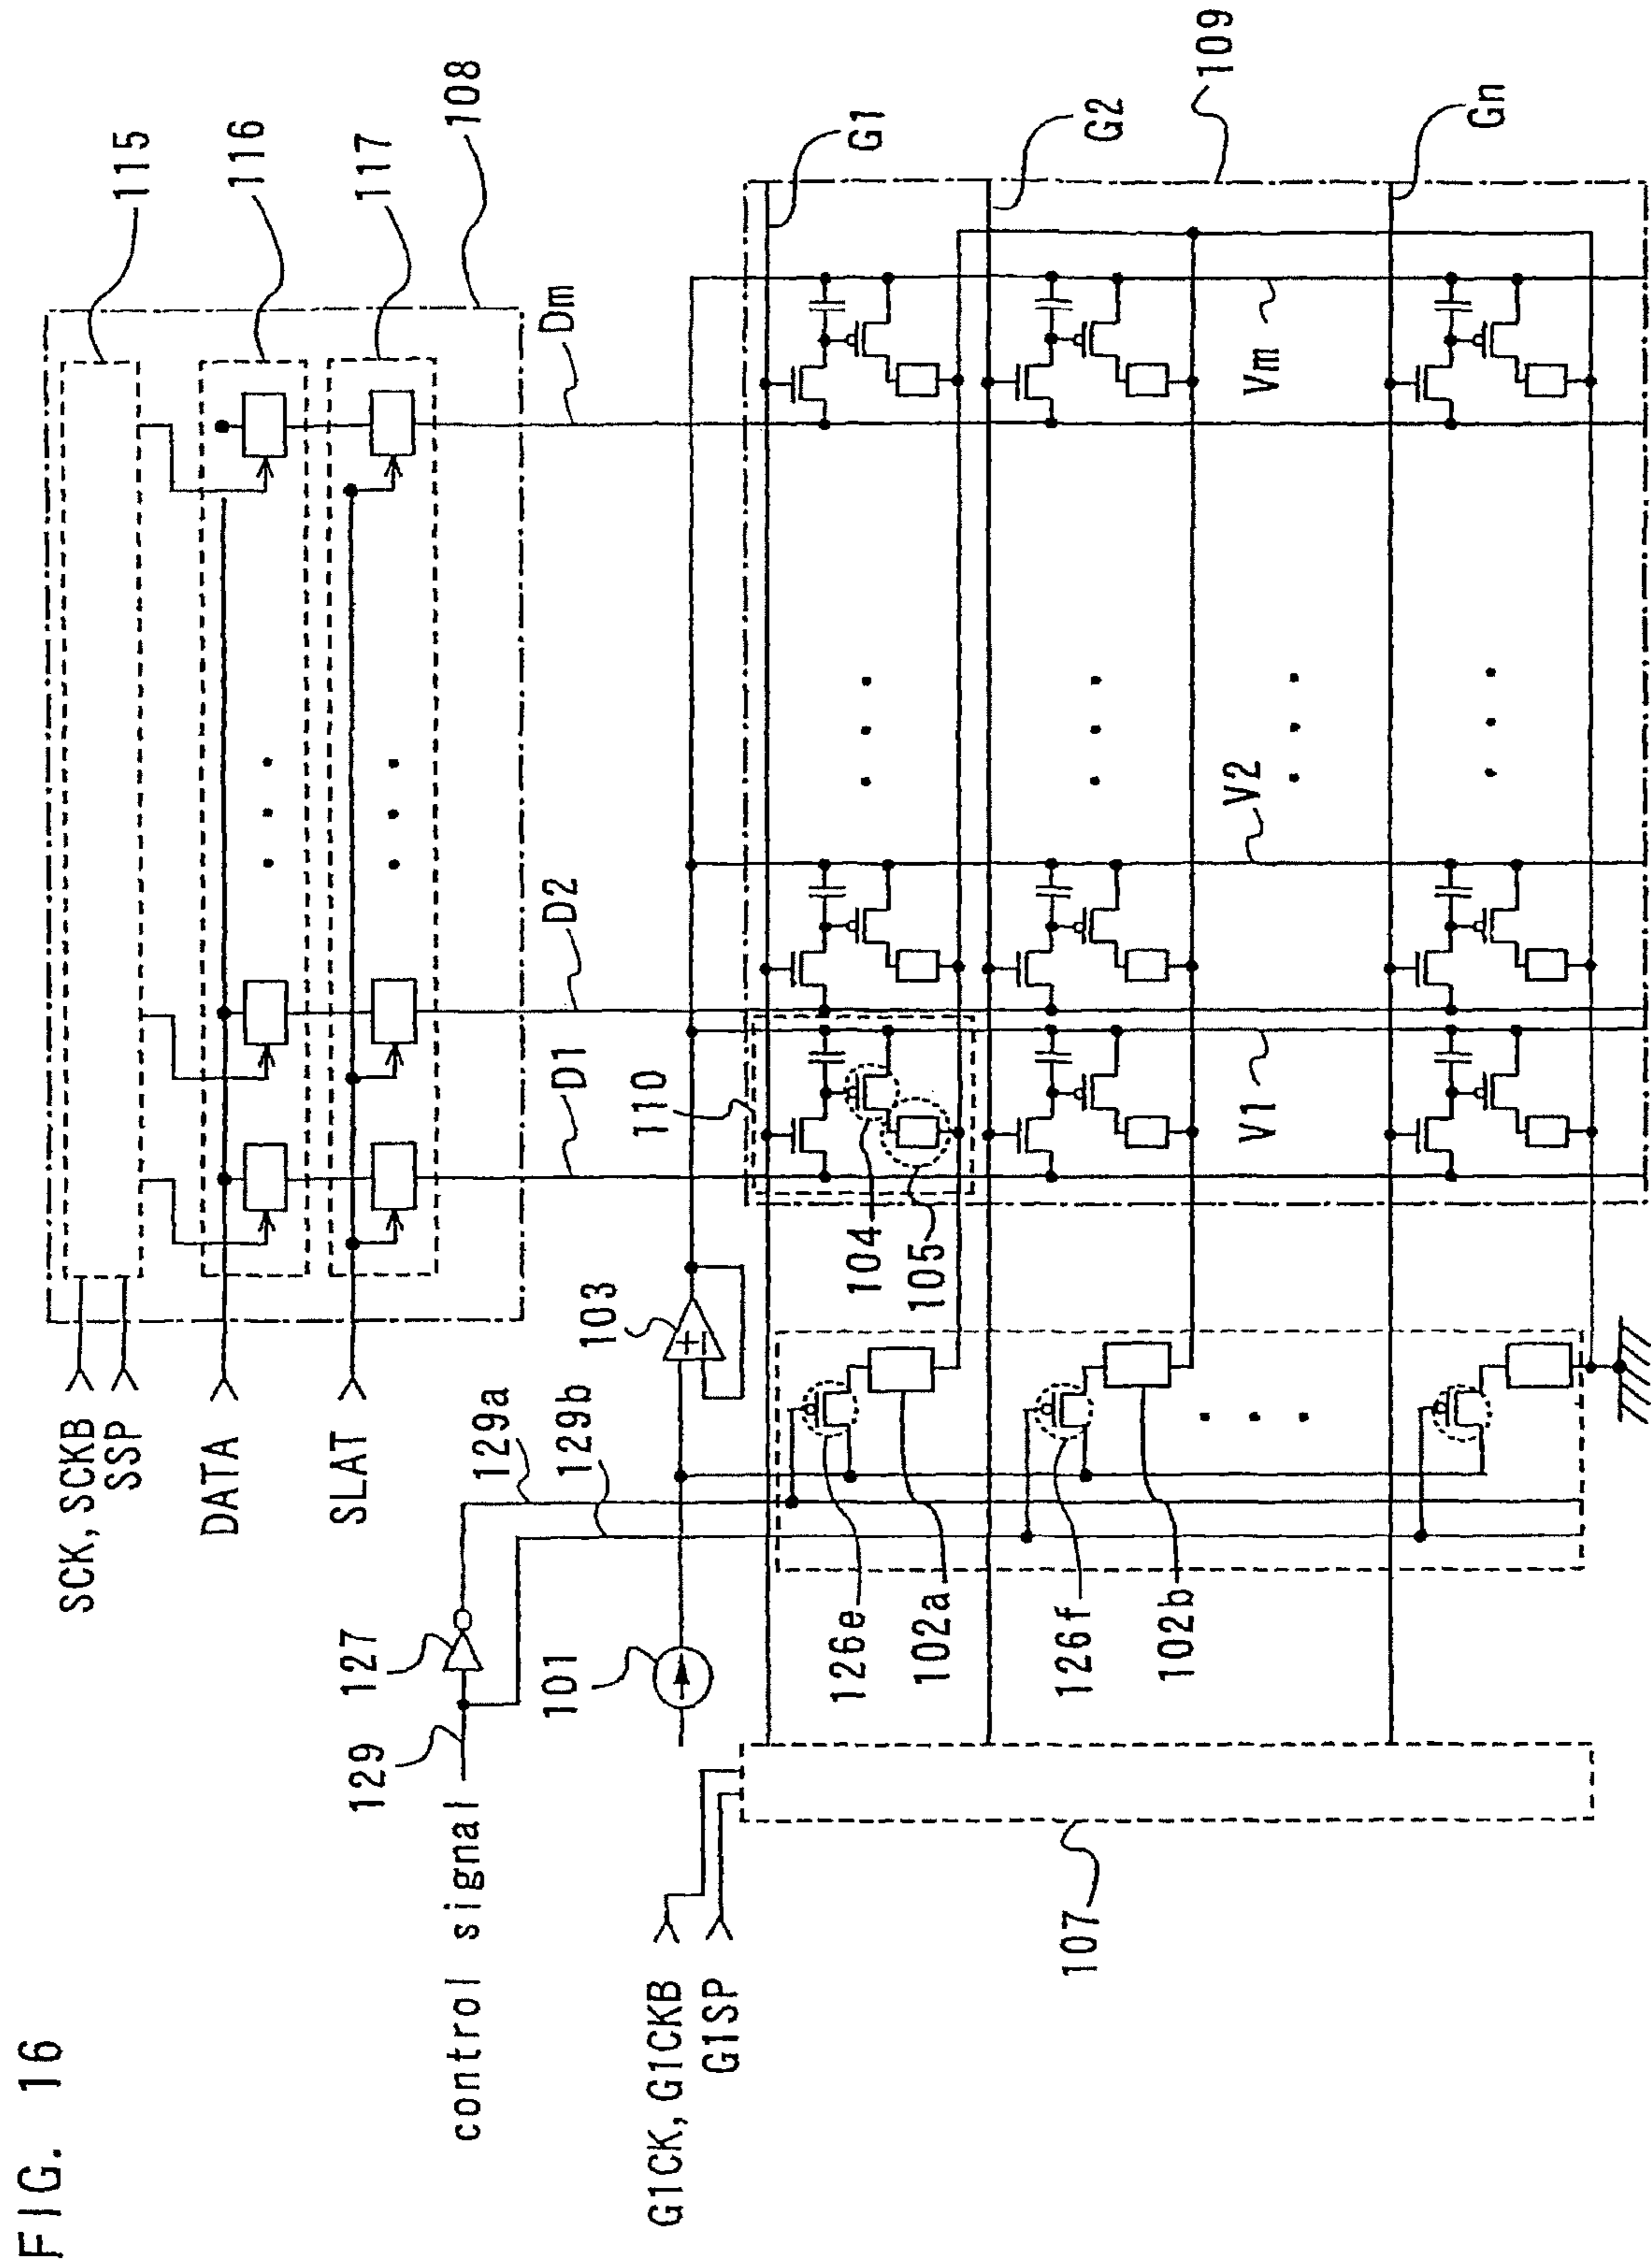 FIG. 16
SCK, SCKB
SSP
DATA
SLAT
115
116
117
108
D1
D2
Dm
control signal
129
127
129a
129b
101
103
110
104
105
G1CK, G1CKB
G1SP
107
126e
102a
126f
102b
V1
V2
Vm
G1
G2
109
Gn